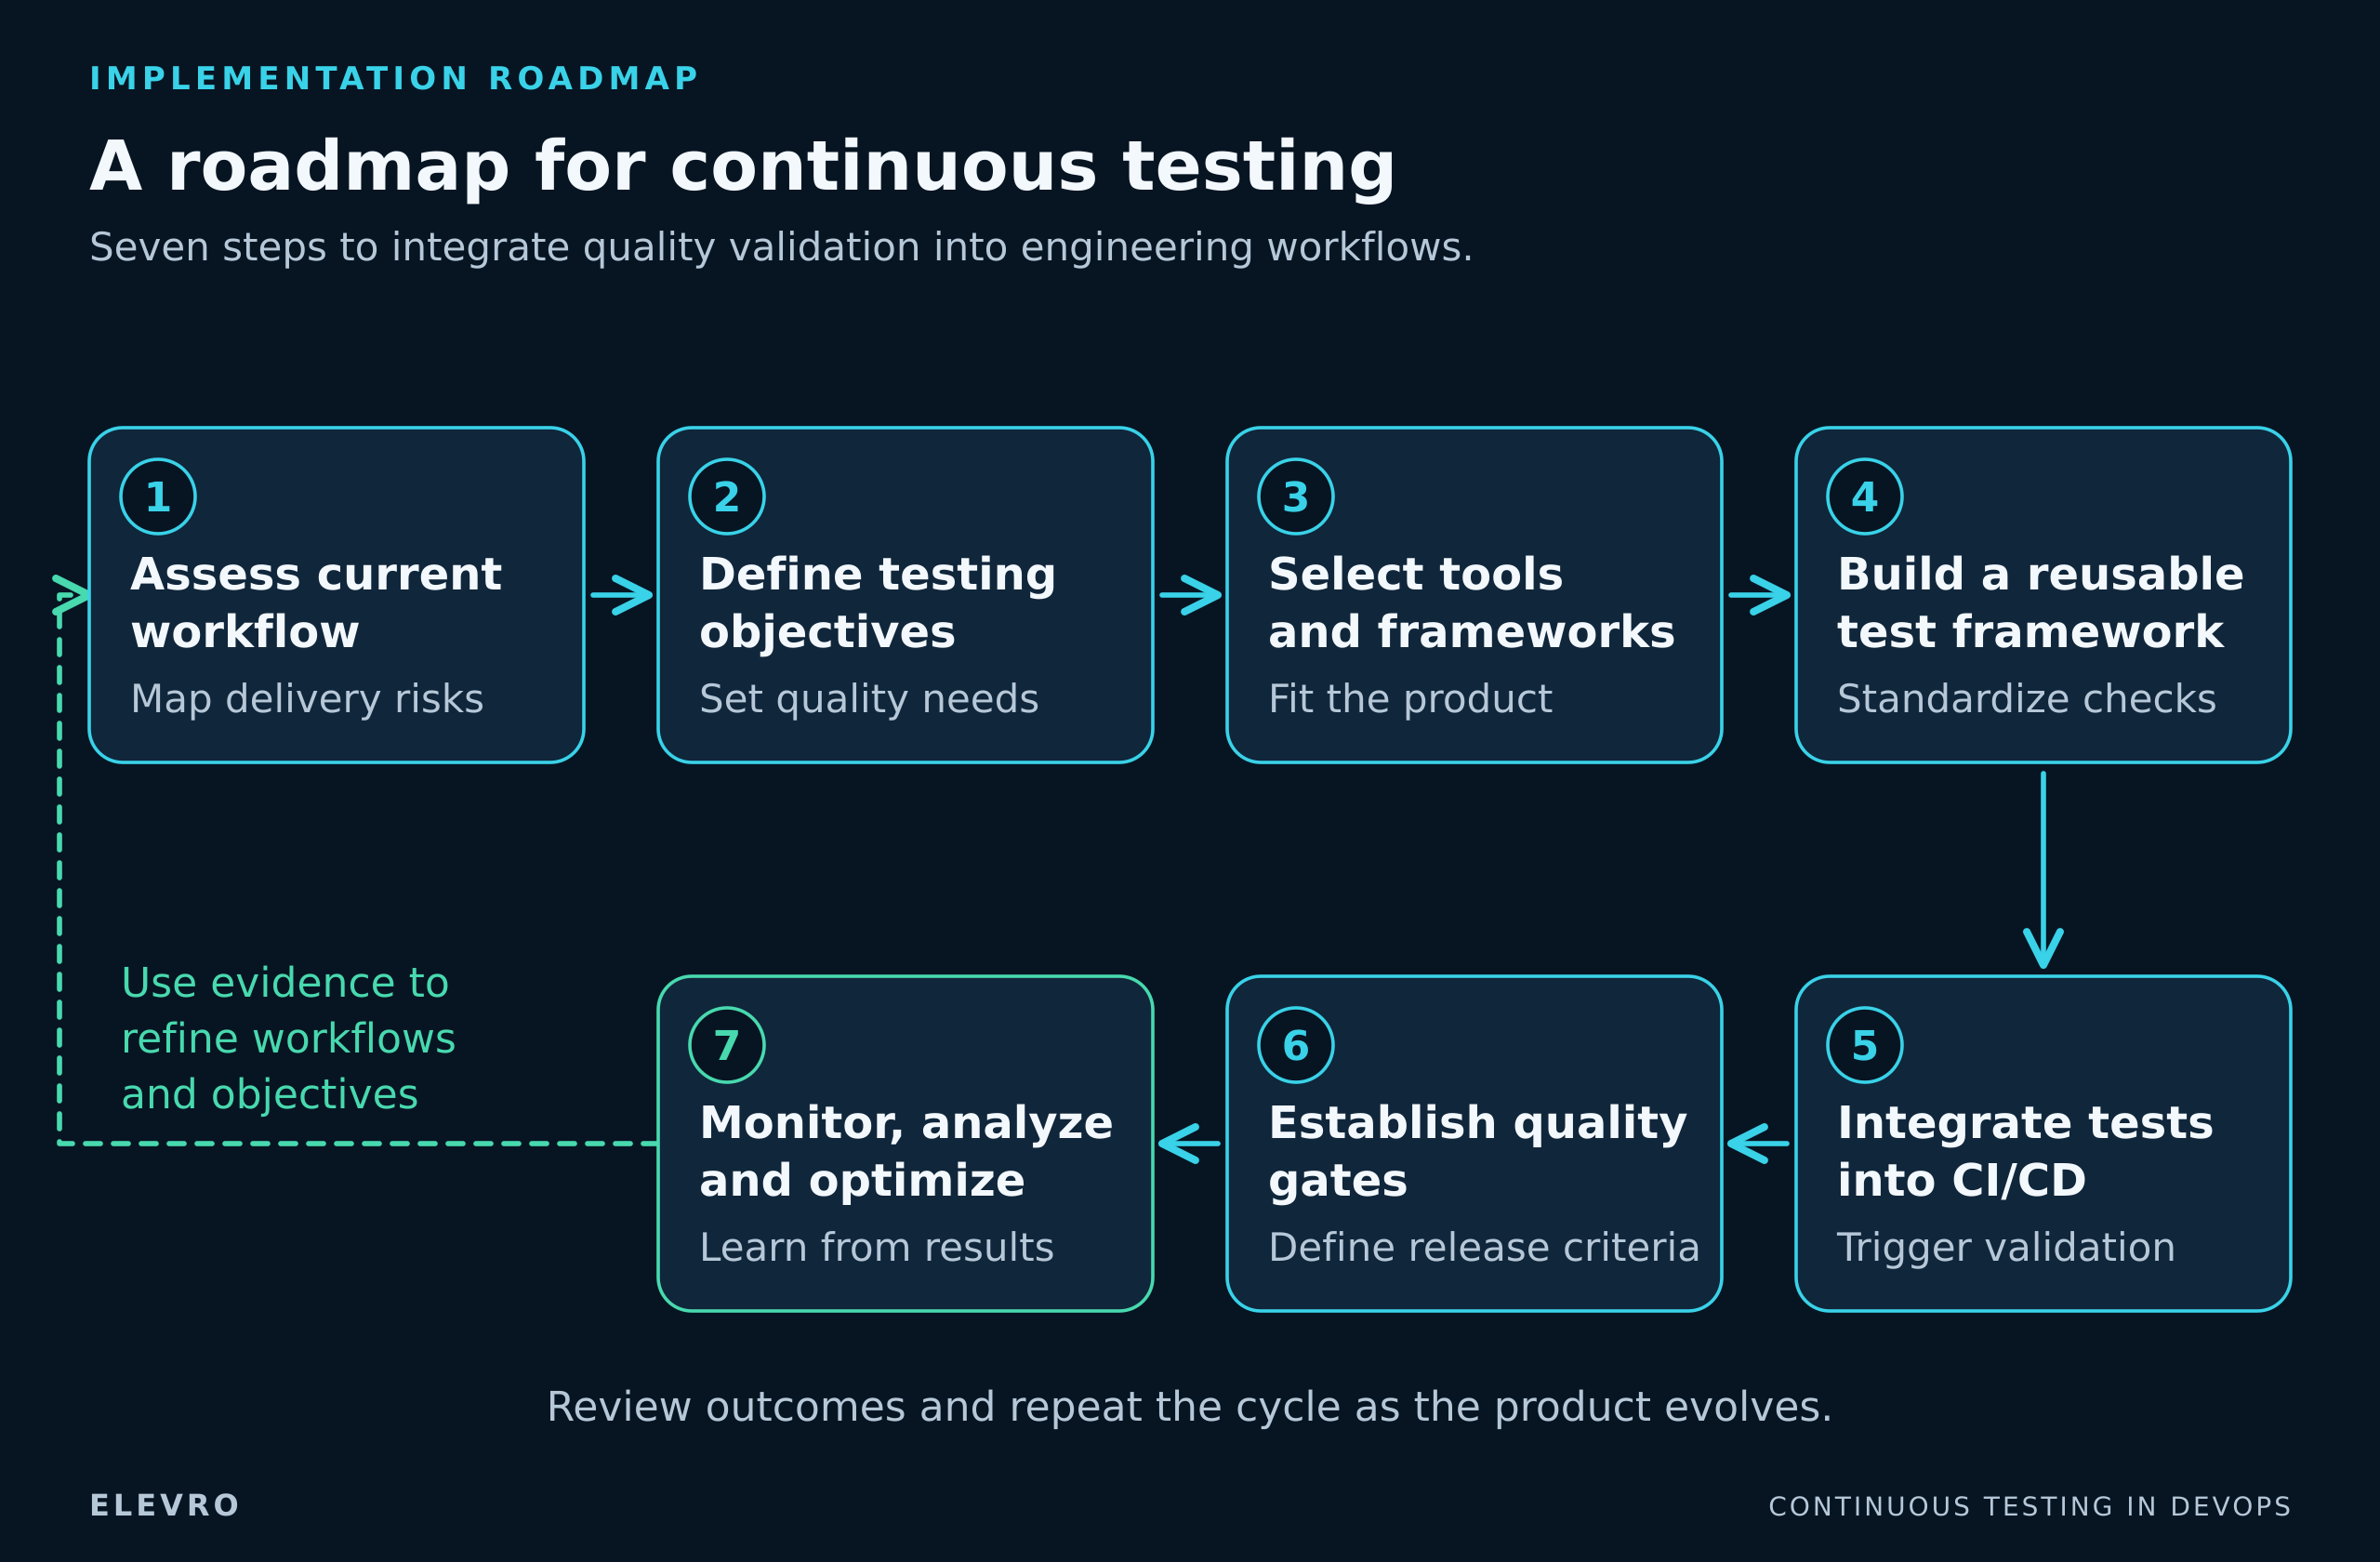 IMPLEMENTATION ROADMAP
A roadmap for continuous testing
Seven steps to integrate quality validation into engineering workflows.
1
Assess current
workflow
Map delivery risks
2
Define testing
objectives
Set quality needs
3
Select tools
and frameworks
Fit the product
4
Build a reusable
test framework
Standardize checks
5
Integrate tests
into CI/CD
Trigger validation
6
Establish quality
gates
Define release criteria
7
Monitor, analyze
and optimize
Learn from results
Use evidence to
refine workflows
and objectives
Review outcomes and repeat the cycle as the product evolves.
ELEVRO
CONTINUOUS TESTING IN DEVOPS